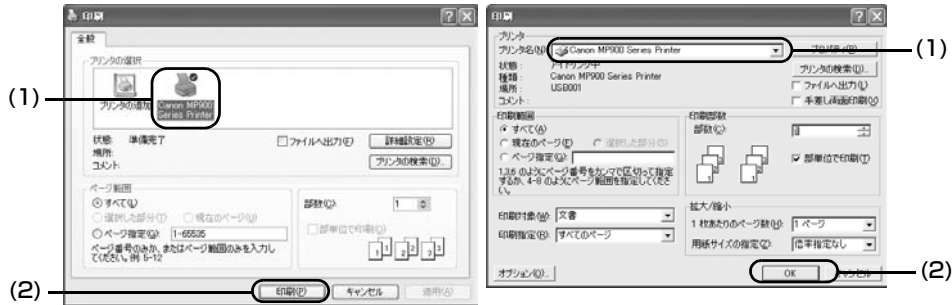 印刷
全般
プリンタの選択
(1)
プリンタの追加
Canon MP900
Series Printer
状態: 準備完了
場所:
コメント:
ファイルへ出力(F)
詳細設定(R)
プリンタの検索(D)...
ページ範囲
すべて(L)
選択した部分(T)
現在のページ(U)
ページ指定(G):
1-65535
ページ番号のみか、またはページ範囲のみを入力し
てください。例 5-12
部数(C):
1
部単位で印刷(O)
1 1 2 2 3 3
(2)
印刷(P)
キャンセル
適用(A)
印刷
プリンタ
プリンタ名(N):
Canon MP900 Series Printer
プロパティ(P)
(1)
状態:
アイドリング中
種類:
Canon MP900 Series Printer
場所:
USB001
コメント:
プリンタの検索(D)...
ファイルへ出力(L)
手差し両面印刷(X)
印刷範囲
すべて(A)
現在のページ(E)
選択した部分(S)
ページ指定(G):
1,3,6 のようにページ番号をカンマで区切って指定
するか、4-8 のようにページ範囲を指定してくださ
い。
印刷部数
部数(C):
1
部単位で印刷(T)
印刷対象(W):
文書
印刷指定(R):
すべてのページ
拡大/縮小
1 枚あたりのページ数(H):
1 ページ
用紙サイズの指定(Z):
倍率指定なし
オプション(O)...
OK
キャンセル
(2)